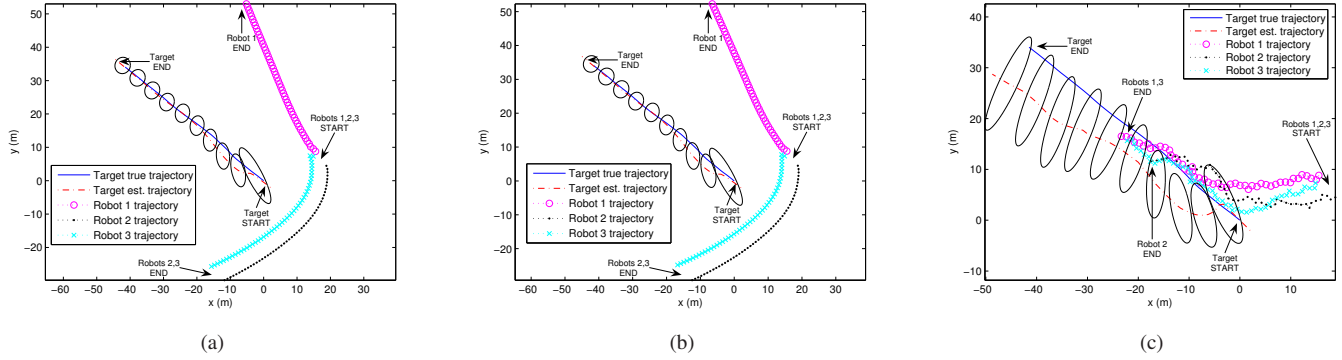 60
50
40
30
20
10
0
−10
−20
y (m)
−60 −50 −40 −30 −20 −10 0 10 20 30
x (m)
Robot 1
END
Target
END
Robots 1,2,3
START
Target
START
Robots 2,3
END
Target true trajectory
Target est. trajectory
Robot 1 trajectory
Robot 2 trajectory
Robot 3 trajectory
(a)
50
40
30
20
10
0
−10
−20
y (m)
−60 −50 −40 −30 −20 −10 0 10 20 30
x (m)
Robot 1
END
Target
END
Robots 1,2,3
START
Target
START
Robots 2,3
END
Target true trajectory
Target est. trajectory
Robot 1 trajectory
Robot 2 trajectory
Robot 3 trajectory
(b)
40
30
20
10
0
−10
y (m)
−50 −40 −30 −20 −10 0 10
x (m)
Target
END
Robots 1,3
END
Robots 1,2,3
START
Robot 2
END
Target
START
Target true trajectory
Target est. trajectory
Robot 1 trajectory
Robot 2 trajectory
Robot 3 trajectory
(c)